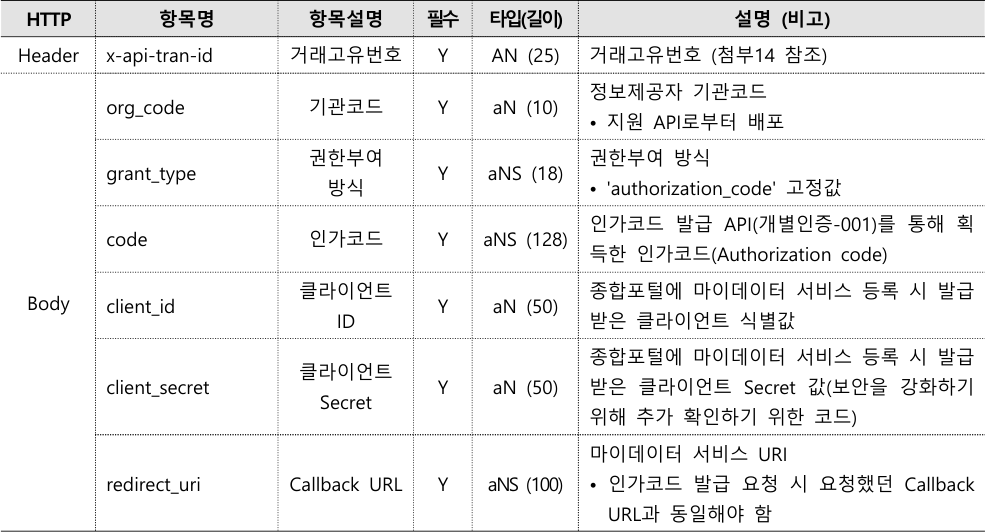 HTTP 항목명 항목설명 필수 타입(길이) 설명 (비고)
Header x-api-tran-id 거래고유번호 Y AN (25) 거래고유번호 (첨부14 참조)
Body
org_code 기관코드 Y aN (10) 정보제공자 기관코드
• 지원 API로부터 배포
grant_type 권한부여
방식 Y aNS (18) 권한부여 방식
• 'authorization_code' 고정값
code 인가코드 Y aNS (128) 인가코드 발급 API(개별인증-001)를 통해 획
득한 인가코드(Authorization code)
client_id 클라이언트
ID Y aN (50) 종합포털에 마이데이터 서비스 등록 시 발급
받은 클라이언트 식별값
client_secret 클라이언트
Secret Y aN (50) 종합포털에 마이데이터 서비스 등록 시 발급
받은 클라이언트 Secret 값(보안을 강화하기
위해 추가 확인하기 위한 코드)
redirect_uri Callback URL Y aNS (100) 마이데이터 서비스 URI
• 인가코드 발급 요청 시 요청했던 Callback
URL과 동일해야 함